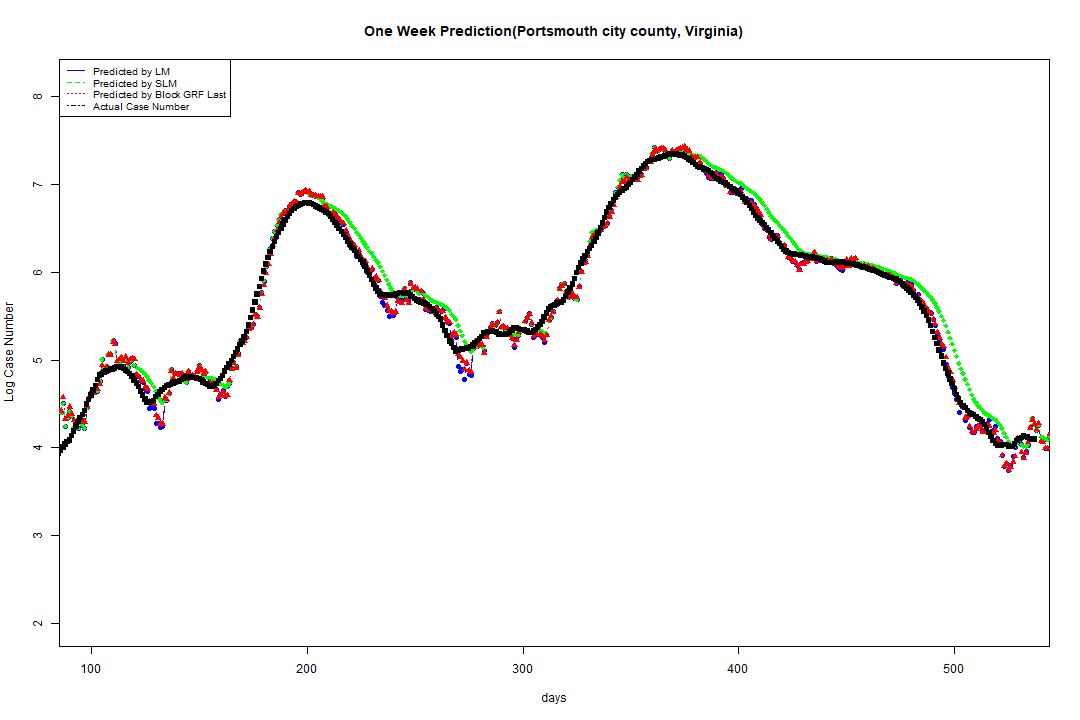 One Week Prediction(Portsmouth city county, Virginia)
Predicted by LM
Predicted by SLM
Predicted by Block GRF Last
Actual Case Number
8
7
6
5
4
3
2
Log Case Number
100 200 300 400 500
days